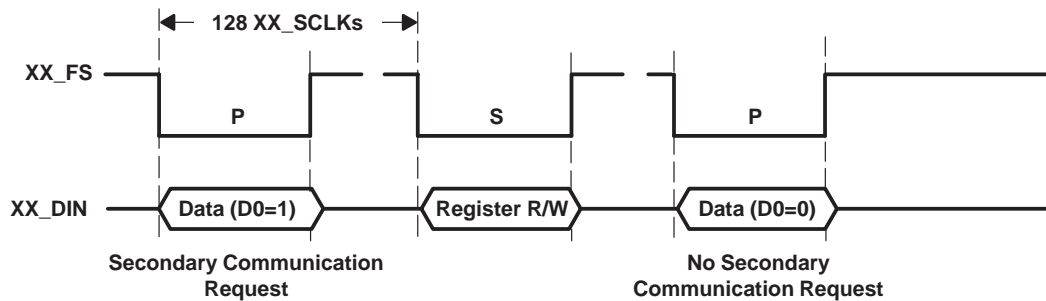 128 XX_SCLKs
XX_FS
P
S
P
XX_DIN
Data (D0=1)
Register R/W
Data (D0=0)
Secondary Communication
Request
No Secondary
Communication Request